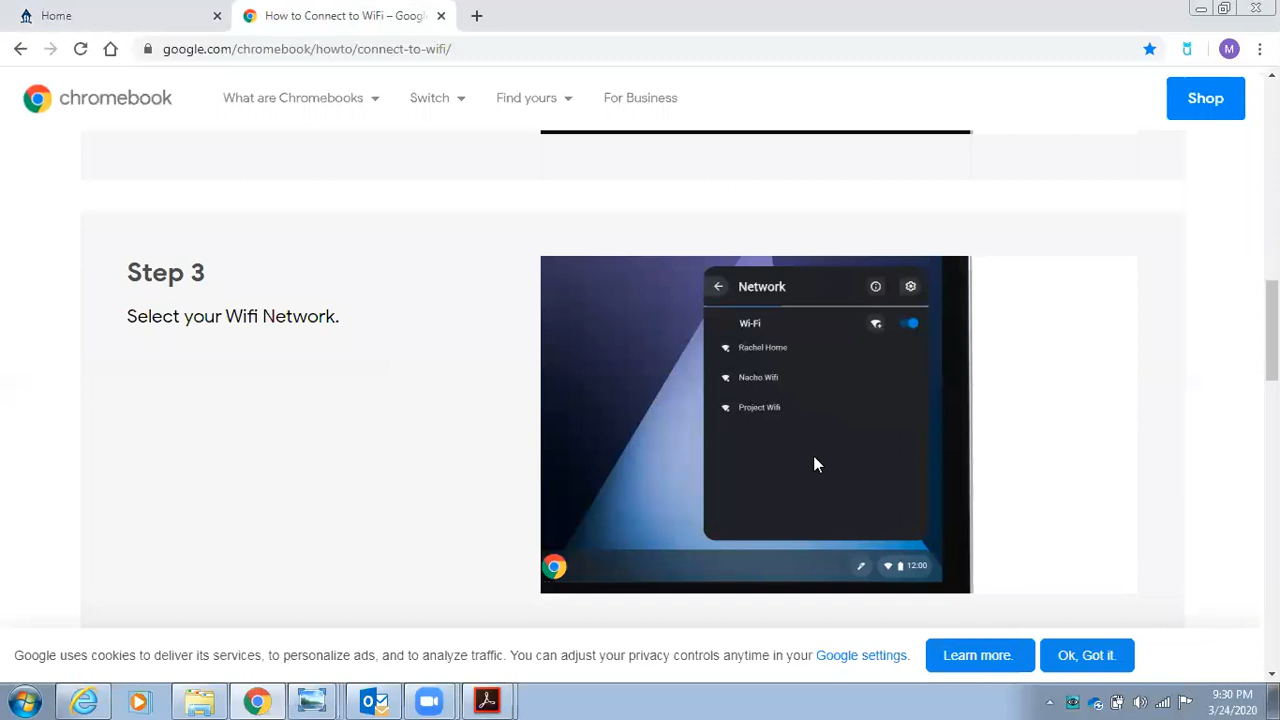 Home
How to Connect to WiFi – Googl
google.com/chromebook/howto/connect-to-wifi/
M
chromebook
What are Chromebooks
Switch
Find yours
For Business
Shop
Step 3
Select your Wifi Network.
Network
Wi-Fi
Rachel Home
Nacho Wifi
Project Wifi
12:00
Google uses cookies to deliver its services, to personalize ads, and to analyze traffic. You can adjust your privacy controls anytime in your Google settings.
Learn more.
Ok, Got it.
9:30 PM
3/24/2020